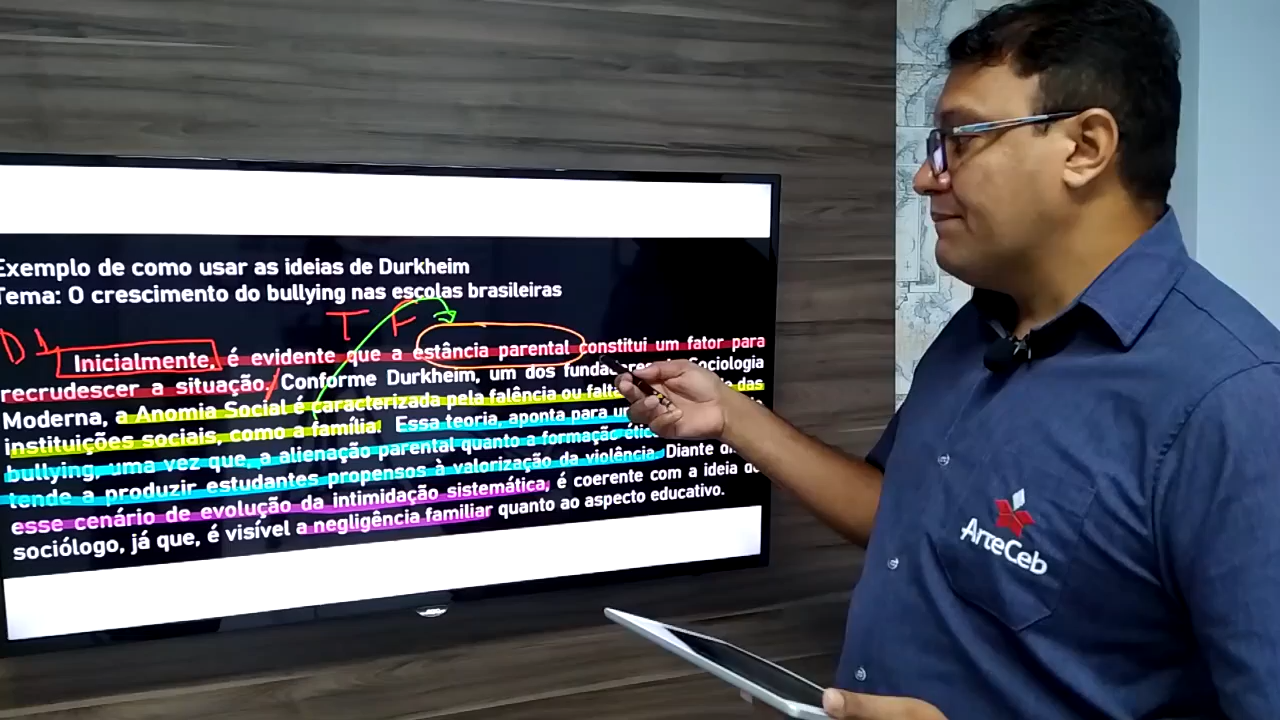 Exemplo de como usar as ideias de Durkheim
Tema: O crescimento do bullying nas escolas brasileiras
T F
D1
Inicialmente, é evidente que a estância parental constitui um fator para
recrudescer a situação. Conforme Durkheim, um dos Sociologia
Moderna, a Anomia Social é caracterizada pela falência ou falta das
instituições sociais, como a família. Essa teoria, aponta para
bullying, uma vez que, a alienação parental quanto a formação
tende a produzir estudantes propensos à valorização da violência. Diante
esse cenário de evolução da intimidação sistemática, é coerente com a ideia
sociólogo, já que, é visível a negligência familiar quanto ao aspecto educativo.
ArteCeb